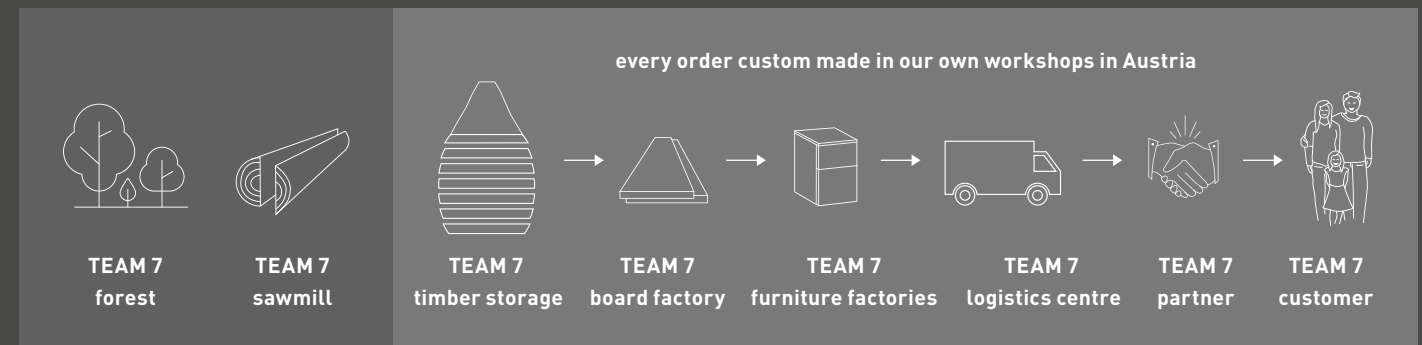 every order custom made in our own workshops in Austria
TEAM 7
forest
TEAM 7
sawmill
TEAM 7
timber storage
TEAM 7
board factory
TEAM 7
furniture factories
TEAM 7
logistics centre
TEAM 7
partner
TEAM 7
customer